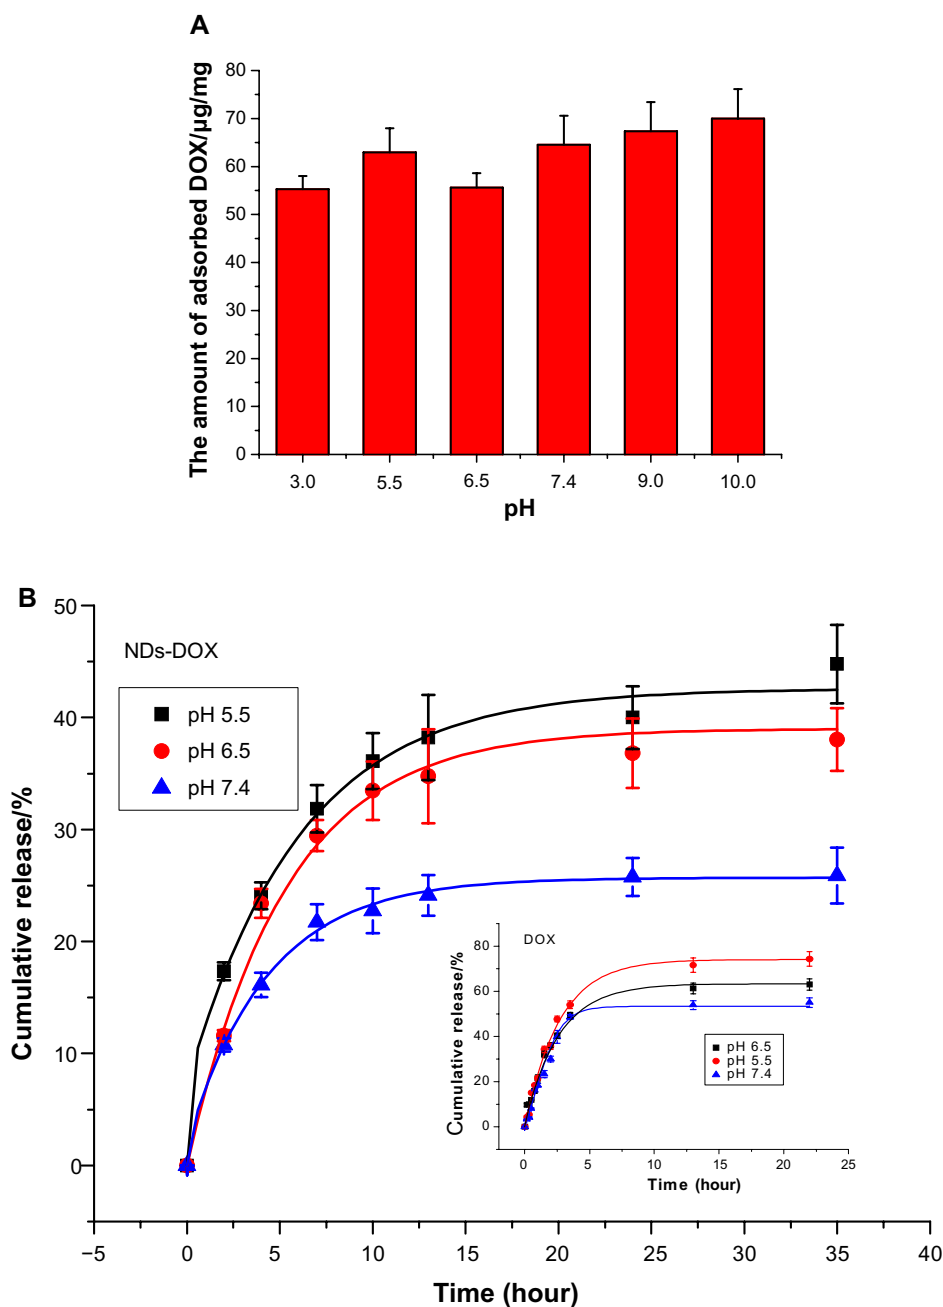 A
The amount of adsorbed DOX/µg/mg
80
70
60
50
40
30
20
10
0
3.0 5.5 6.5 7.4 9.0 10.0
pH
B
Cumulative release/%
50
40
30
20
10
0
NDs-DOX
pH 5.5
pH 6.5
pH 7.4
−5 0 5 10 15 20 25 30 35 40
Time (hour)
DOX
Cumulative release/%
80
60
40
20
0
pH 6.5
pH 5.5
pH 7.4
0 5 10 15 20 25
Time (hour)